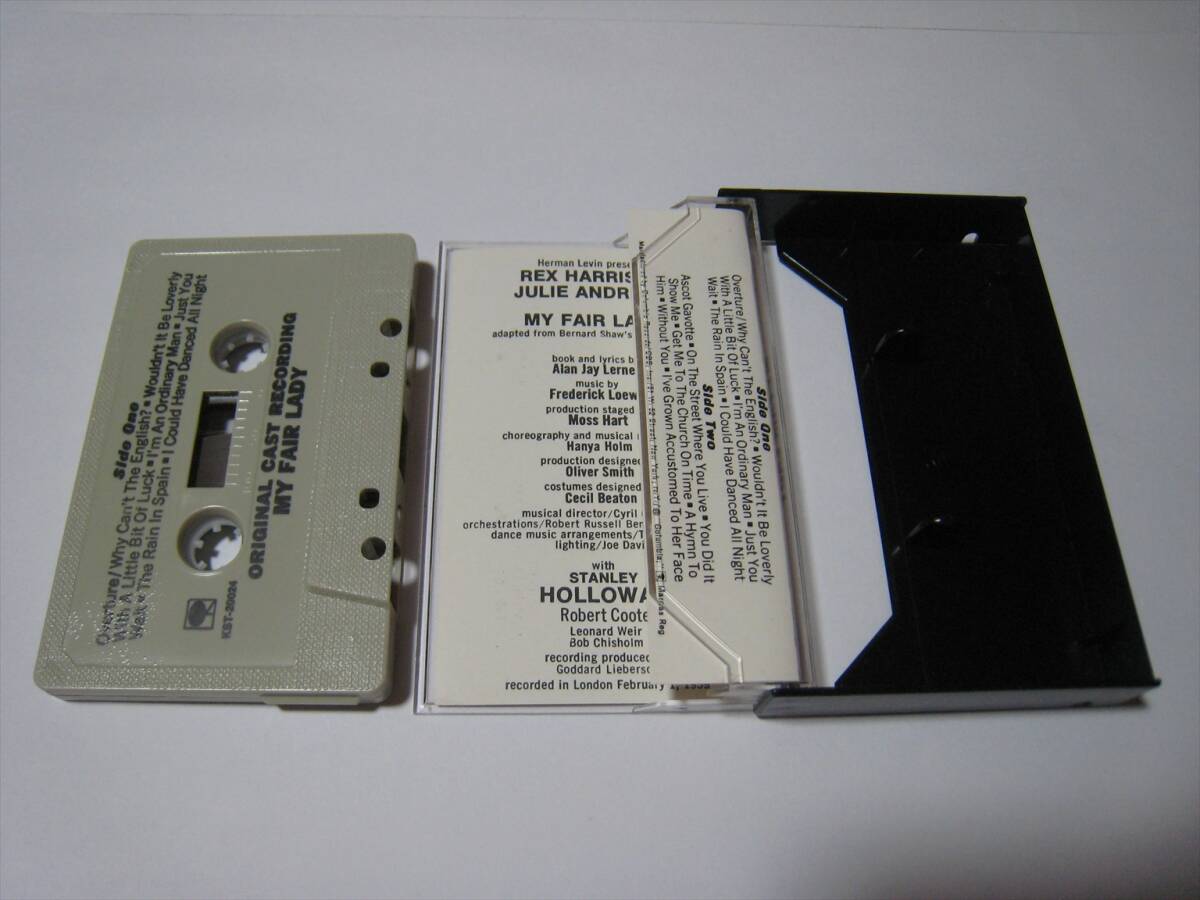 Side One
Overture/Why Can't The English? ▪ Wouldn't It Be Loverly
With A Little Bit Of Luck ▪ I'm An Ordinary Man ▪ Just You
Wait ▪ The Rain In Spain ▪ I Could Have Danced All Night
KST-20024
ORIGINAL CAST RECORDING
MY FAIR LADY
Herman Levin prese
REX HARRIS
JULIE ANDR
MY FAIR LA
adapted from Bernard Shaw's
book and lyrics b
Alan Jay Lerne
music by
Frederick Loew
production staged
Moss Hart
choreography and musical
Hanya Holm
production designed
Oliver Smith
costumes designed
Cecil Beaton
musical director/Cyril
orchestrations/Robert Russell Ben
dance music arrangements/T
lighting/Joe Davi
with
STANLEY
HOLLOWA
Robert Coote
Leonard Weir
Bob Chisholm
recording produced
Goddard Lieberso
recorded in London February 1, 1959
Side One
Overture/Why Can't The English? ▪ Wouldn't It Be Loverly
With A Little Bit Of Luck ▪ I'm An Ordinary Man ▪ Just You
Wait ▪ The Rain In Spain ▪ I Could Have Danced All Night
Side Two
Ascot Gavotte ▪ On The Street Where You Live ▪ You Did It
Show Me ▪ Get Me To The Church On Time ▪ A Hymn To
Him ▪ Without You ▪ I've Grown Accustomed To Her Face